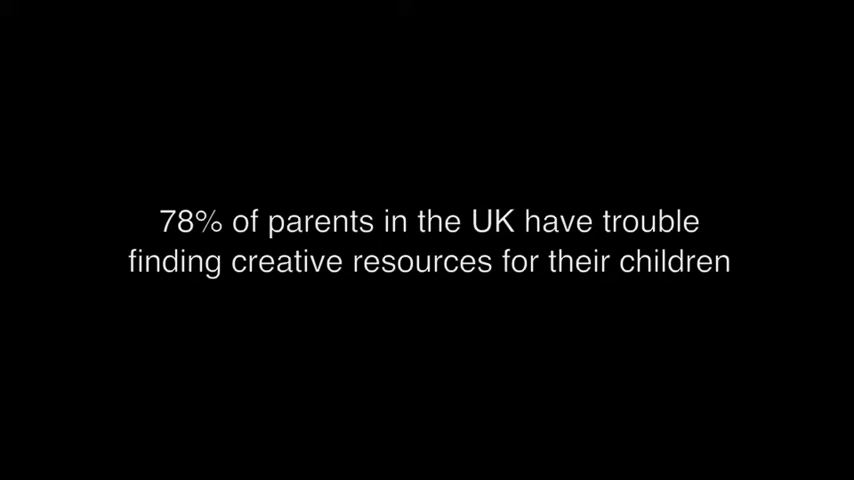 78% of parents in the UK have trouble
finding creative resources for their children